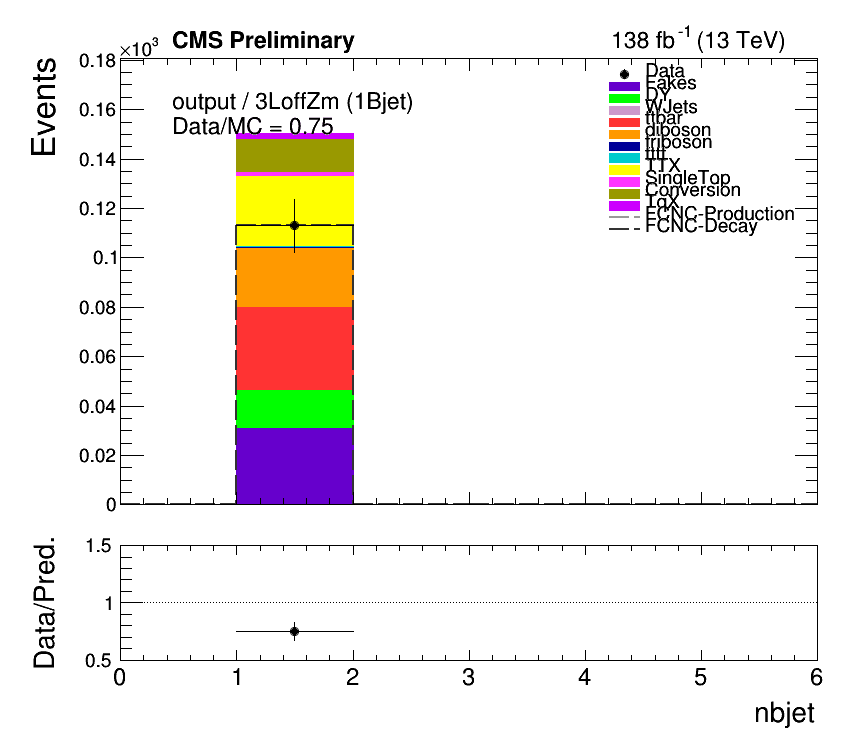 CMS Preliminary
138 fb⁻¹ (13 TeV)
×10³
Events
0.18
0.16
0.14
0.12
0.1
0.08
0.06
0.04
0.02
0
output / 3LoffZm (1Bjet)
Data/MC = 0.75
Data
Fakes
DY
WJets
ttbar
diboson
triboson
tttt
TTX
SingleTop
Conversion
TqX
FCNC-Production
FCNC-Decay
Data/Pred.
1.5
1
0.5
0 1 2 3 4 5 6
nbjet